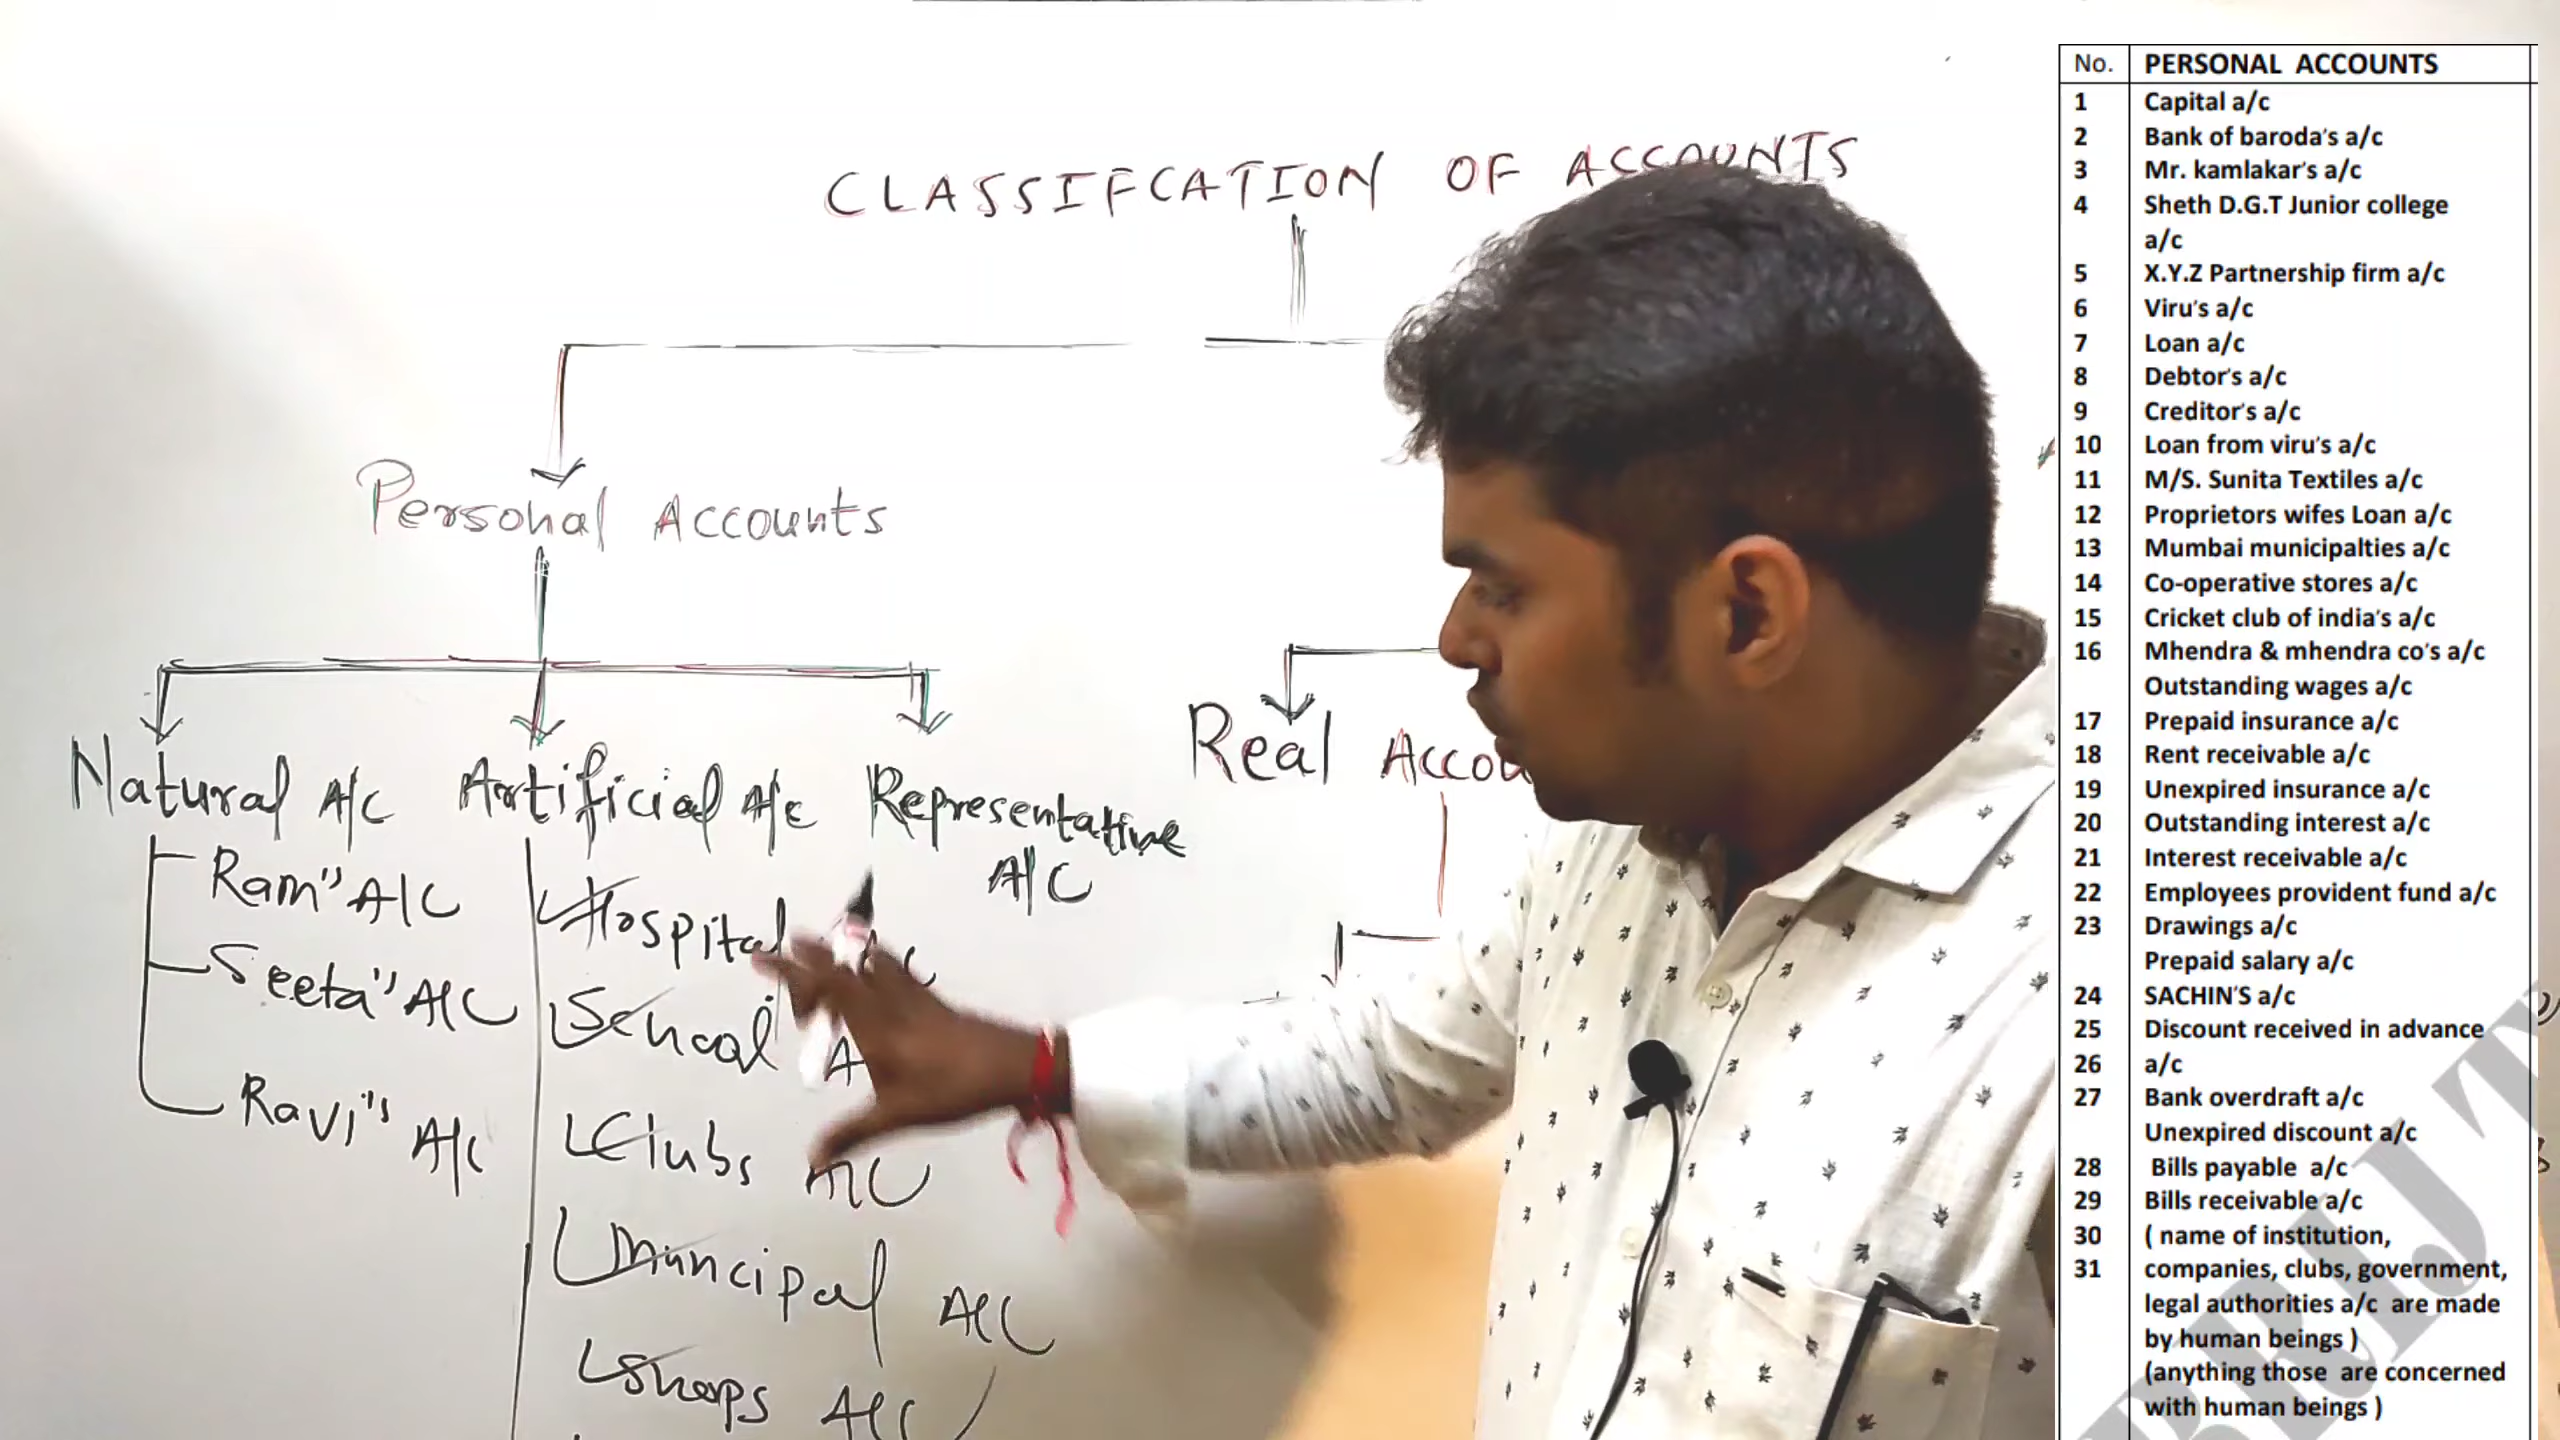 CLASSIFCATION OF ACCOUNTS
Personal Accounts
Natural A/C
Artificial A/c
Representative
A/C
Ram's A/C
Seeta's A/C
Ravi's A/C
Hospital
School A
Clubs A/C
Muncipal A/C
Shops A/C
Real Accou
No. PERSONAL ACCOUNTS
1 Capital a/c
2 Bank of baroda's a/c
3 Mr. kamlakar's a/c
4 Sheth D.G.T Junior college
a/c
5 X.Y.Z Partnership firm a/c
6 Viru's a/c
7 Loan a/c
8 Debtor's a/c
9 Creditor's a/c
10 Loan from viru's a/c
11 M/S. Sunita Textiles a/c
12 Proprietors wifes Loan a/c
13 Mumbai municipalties a/c
14 Co-operative stores a/c
15 Cricket club of india's a/c
16 Mhendra & mhendra co's a/c
Outstanding wages a/c
17 Prepaid insurance a/c
18 Rent receivable a/c
19 Unexpired insurance a/c
20 Outstanding interest a/c
21 Interest receivable a/c
22 Employees provident fund a/c
23 Drawings a/c
Prepaid salary a/c
24 SACHIN'S a/c
25 Discount received in advance
26 a/c
27 Bank overdraft a/c
Unexpired discount a/c
28 Bills payable a/c
29 Bills receivable a/c
30 ( name of institution,
31 companies, clubs, government,
legal authorities a/c are made
by human beings )
(anything those are concerned
with human beings )